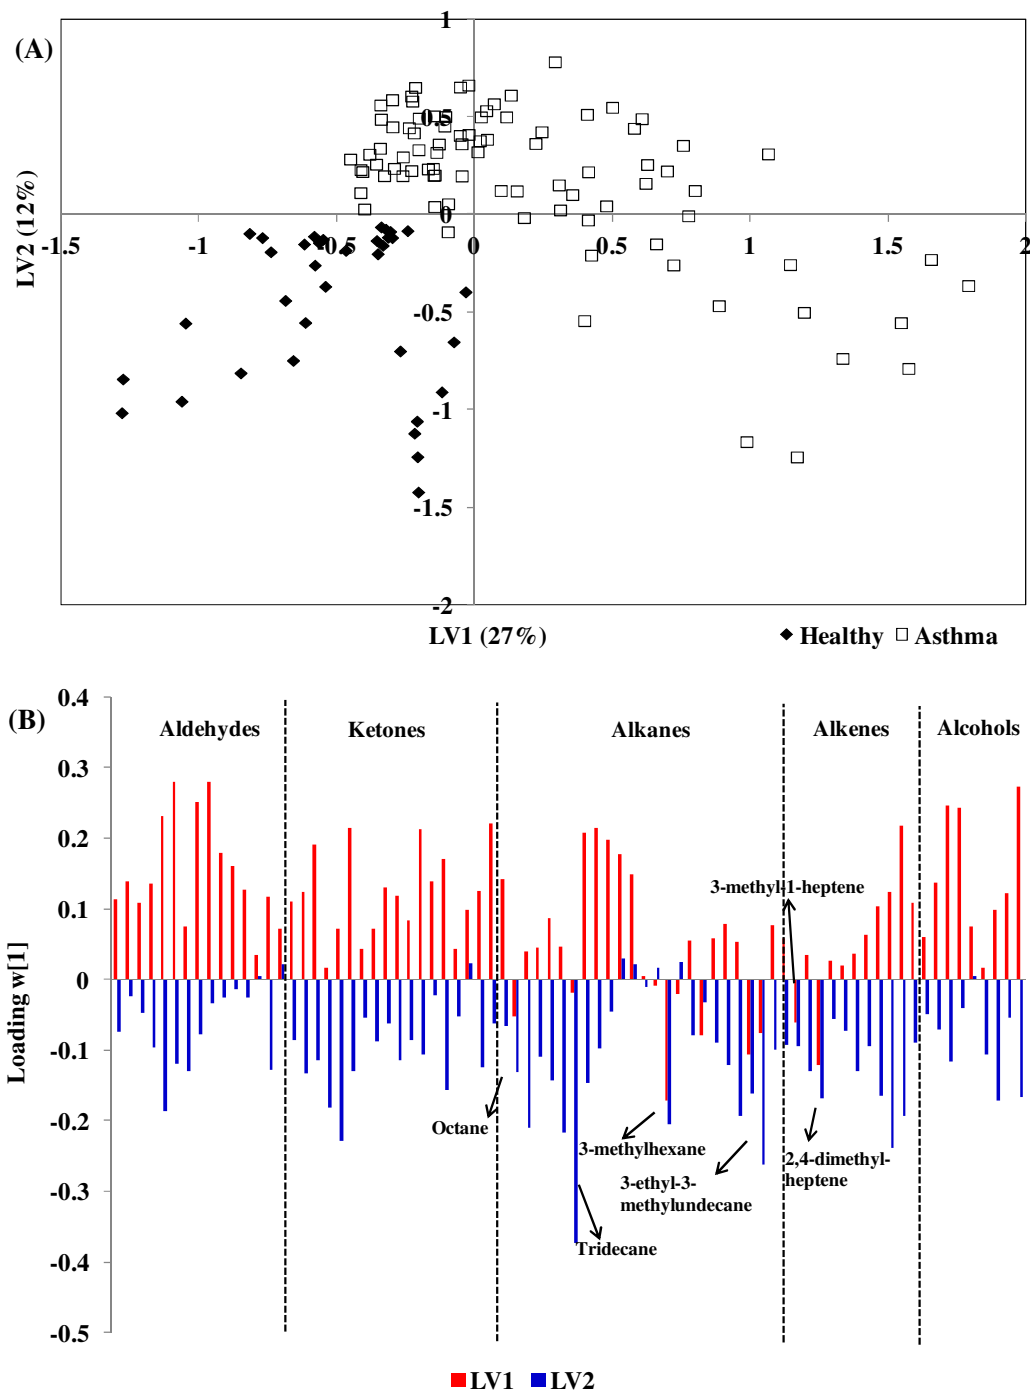 (A)
1
0.5
0
-1.5
-1
-0.5
0
0.5
1
1.5
2
-0.5
-1
-1.5
-2
LV2 (12%)
LV1 (27%)
Healthy
Asthma
(B)
0.4
0.3
0.2
0.1
0
-0.1
-0.2
-0.3
-0.4
-0.5
Loading w[1]
Aldehydes
Ketones
Alkanes
Alkenes
Alcohols
3-methyl-1-heptene
Octane
3-methylhexane
3-ethyl-3-
methylundecane
2,4-dimethyl-
heptene
Tridecane
LV1
LV2